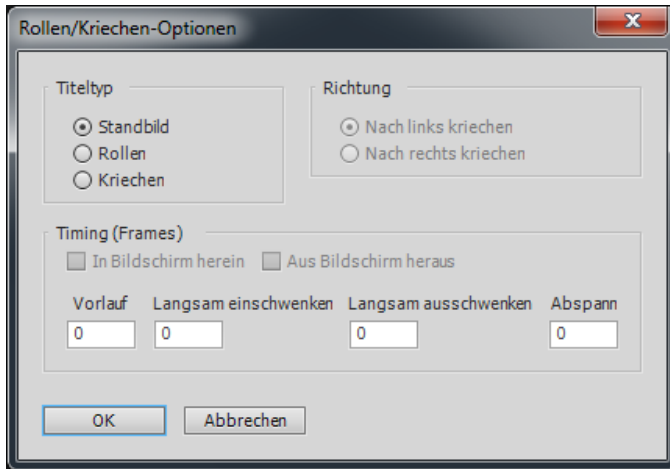 Rollen/Kriechen-Optionen
Titeltyp
Standbild
Rollen
Kriechen
Richtung
Nach links kriechen
Nach rechts kriechen
Timing (Frames)
In Bildschirm herein Aus Bildschirm heraus
Vorlauf Langsam einschwenken Langsam ausschwenken Abspann
0 0 0 0
OK Abbrechen